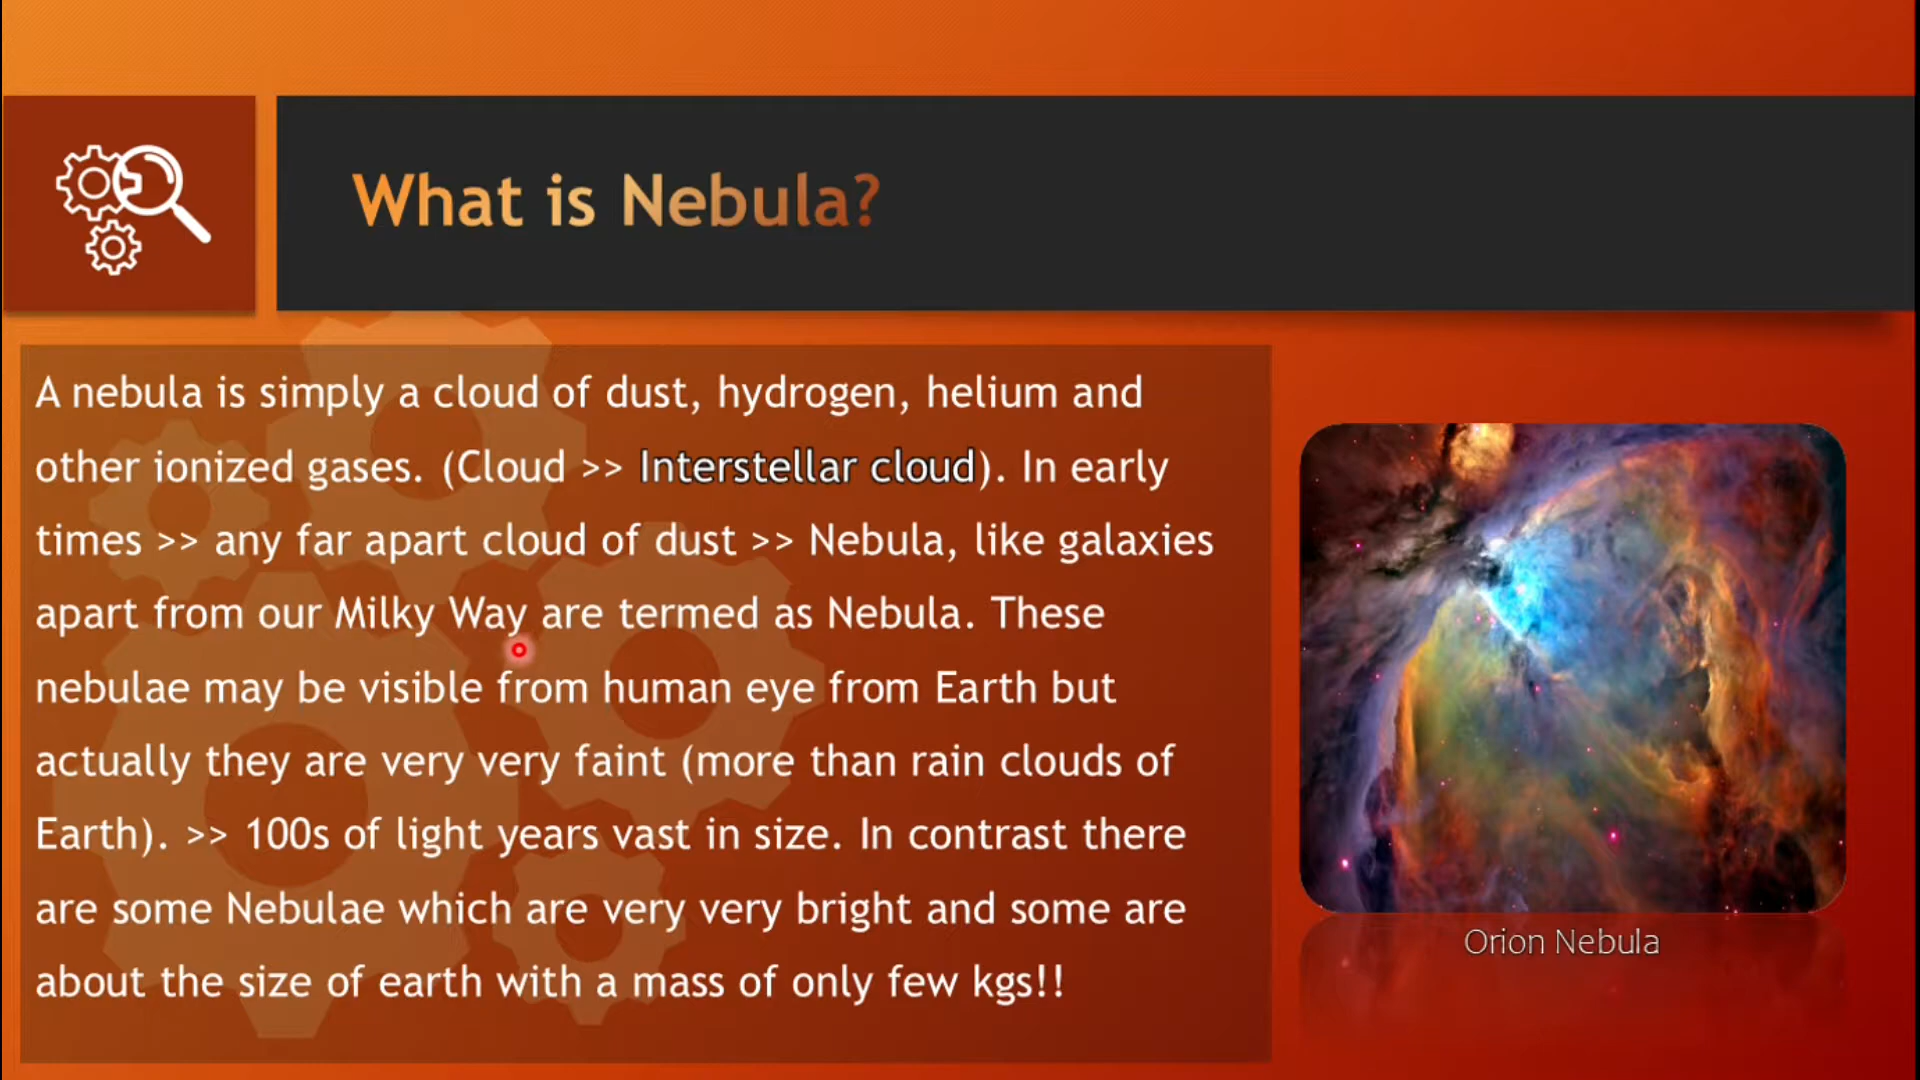 What is Nebula?
A nebula is simply a cloud of dust, hydrogen, helium and
other ionized gases. (Cloud >> Interstellar cloud). In early
times >> any far apart cloud of dust >> Nebula, like galaxies
apart from our Milky Way are termed as Nebula. These
nebulae may be visible from human eye from Earth but
actually they are very very faint (more than rain clouds of
Earth). >> 100s of light years vast in size. In contrast there
are some Nebulae which are very very bright and some are
about the size of earth with a mass of only few kgs!!
Orion Nebula